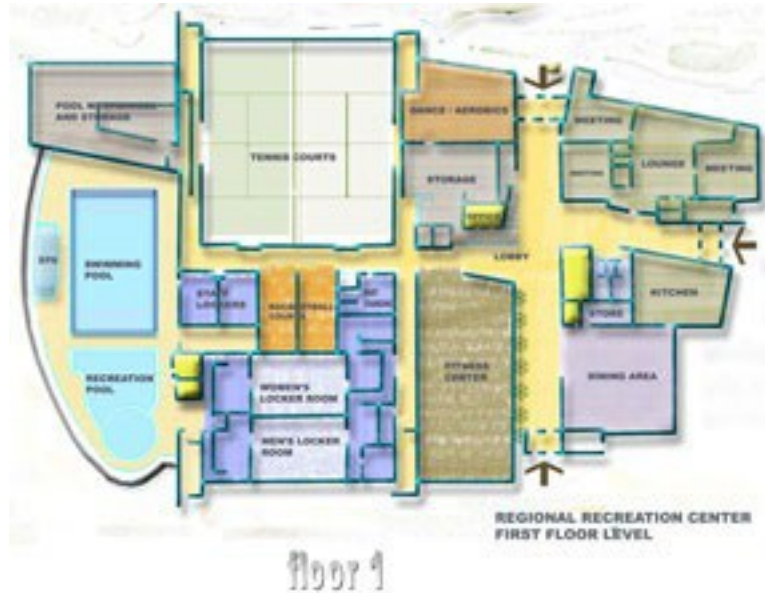 POOL
AND STORAGE
TENNIS COURTS
DANCE / AEROBICS
MEETING
LOUNGE
MEETING
STORAGE
OFFICE
LOBBY
SPA
SWIMMING
POOL
STAFF
LOCKERS
KITCHEN
STORE
RECREATION
POOL
WOMEN'S
LOCKER ROOM
FITNESS
CENTER
DINING AREA
MEN'S LOCKER
ROOM
REGIONAL RECREATION CENTER
FIRST FLOOR LEVEL
floor 1